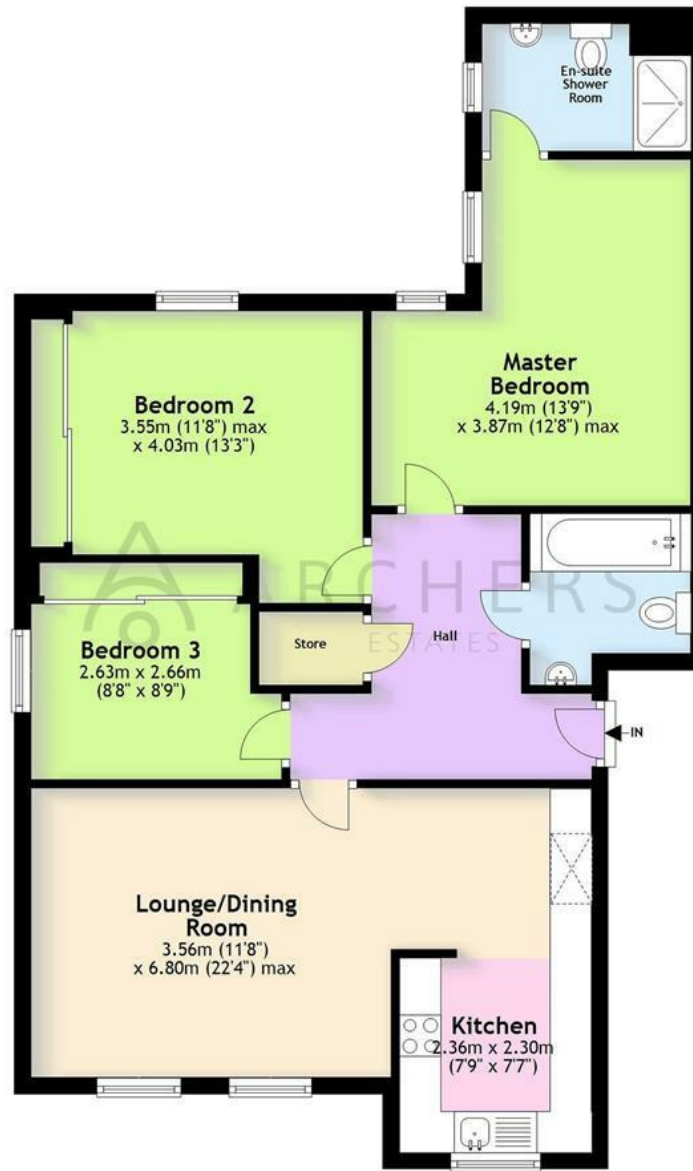 En-suite
Shower
Room
Master
Bedroom
4.19m (13'9")
x 3.87m (12'8") max
Bedroom 2
3.55m (11'8") max
x 4.03m (13'3")
ARCHERS
ESTATES
Bedroom 3
2.63m x 2.66m
(8'8" x 8'9")
Store
Hall
IN
Lounge/Dining
Room
3.56m (11'8")
x 6.80m (22'4") max
Kitchen
2.36m x 2.30m
(7'9" x 7'7")